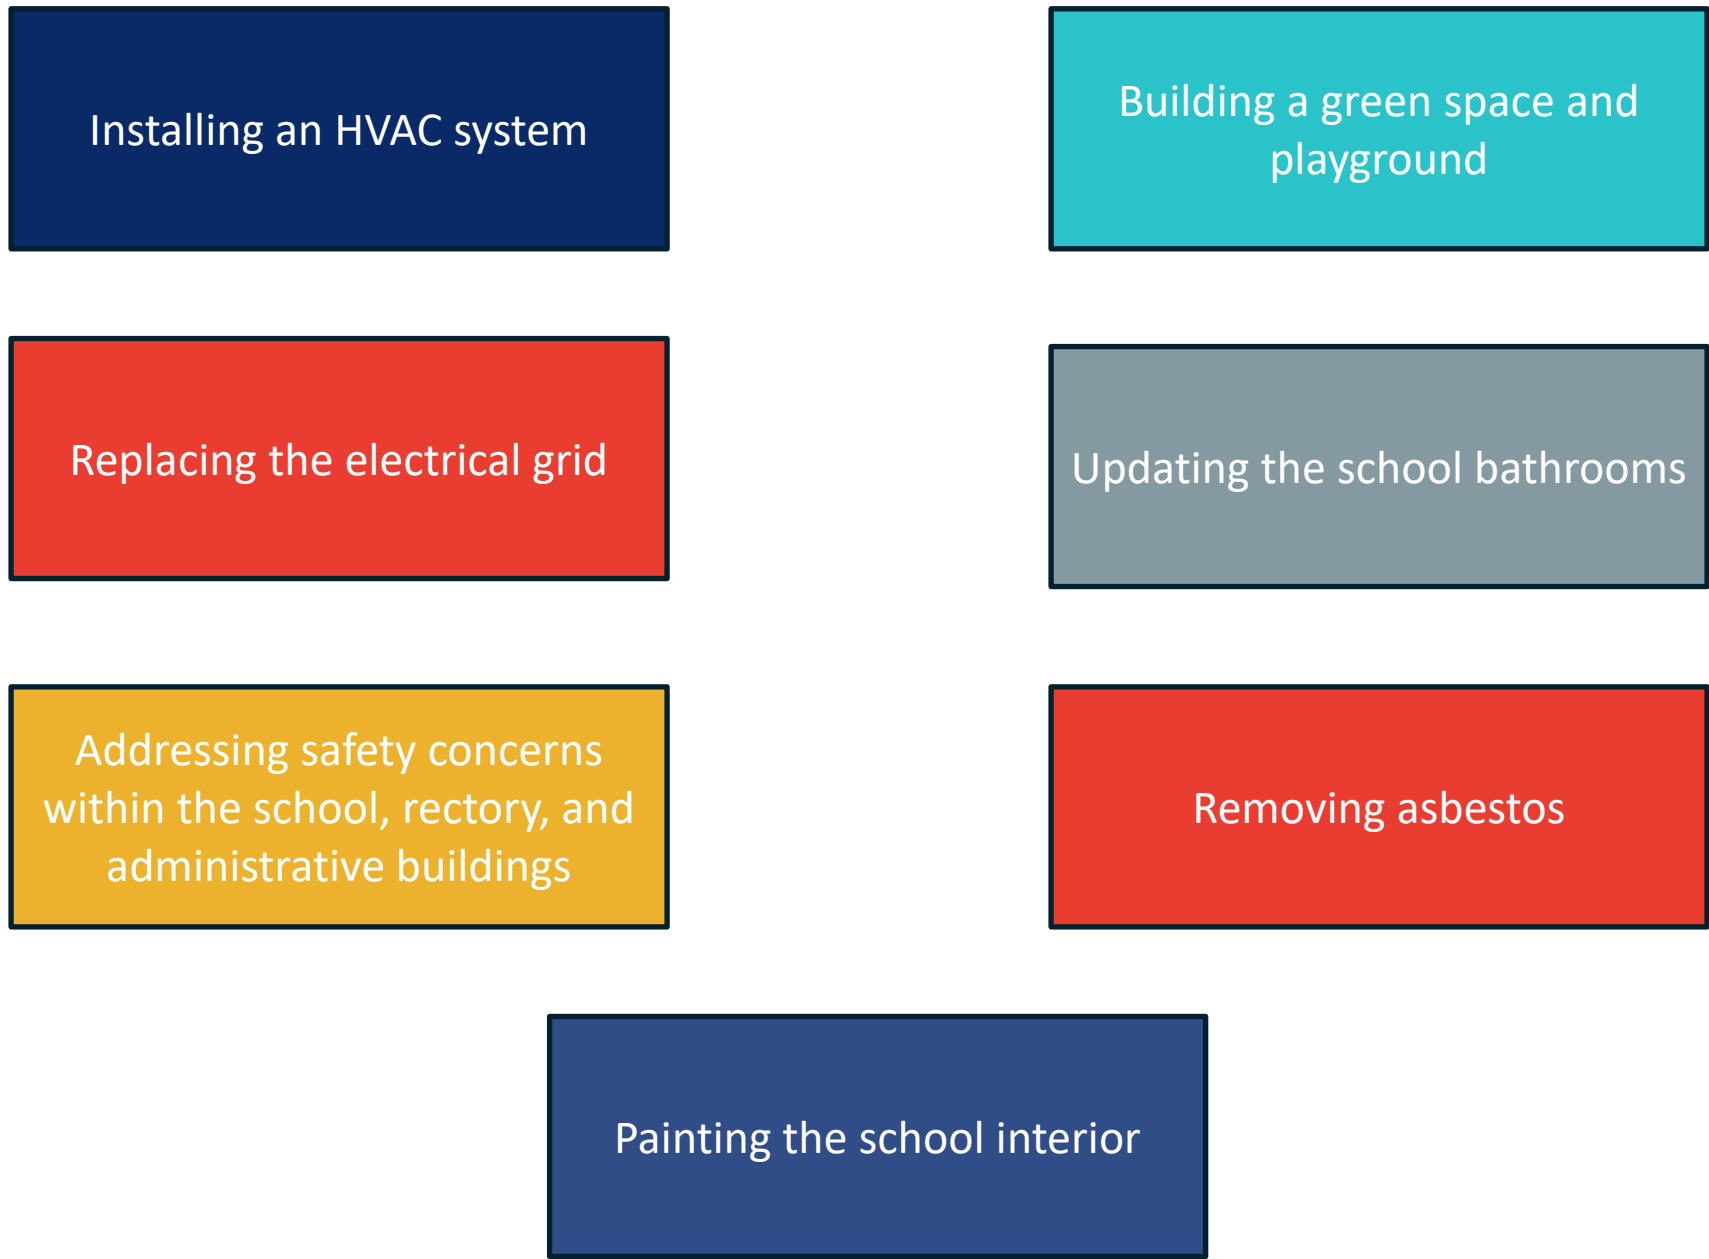 Installing an HVAC system
Building a green space and
playground
Replacing the electrical grid
Updating the school bathrooms
Addressing safety concerns
within the school, rectory, and
administrative buildings
Removing asbestos
Painting the school interior